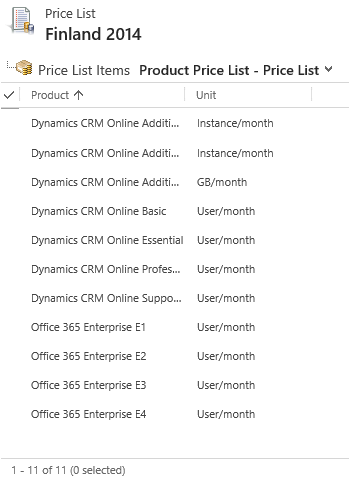 Price List
Finland 2014
Price List Items Product Price List - Price List
Product Unit
Dynamics CRM Online Additi... Instance/month
Dynamics CRM Online Additi... Instance/month
Dynamics CRM Online Additi... GB/month
Dynamics CRM Online Basic User/month
Dynamics CRM Online Essential User/month
Dynamics CRM Online Profes... User/month
Dynamics CRM Online Suppo... User/month
Office 365 Enterprise E1 User/month
Office 365 Enterprise E2 User/month
Office 365 Enterprise E3 User/month
Office 365 Enterprise E4 User/month
1 - 11 of 11 (0 selected)